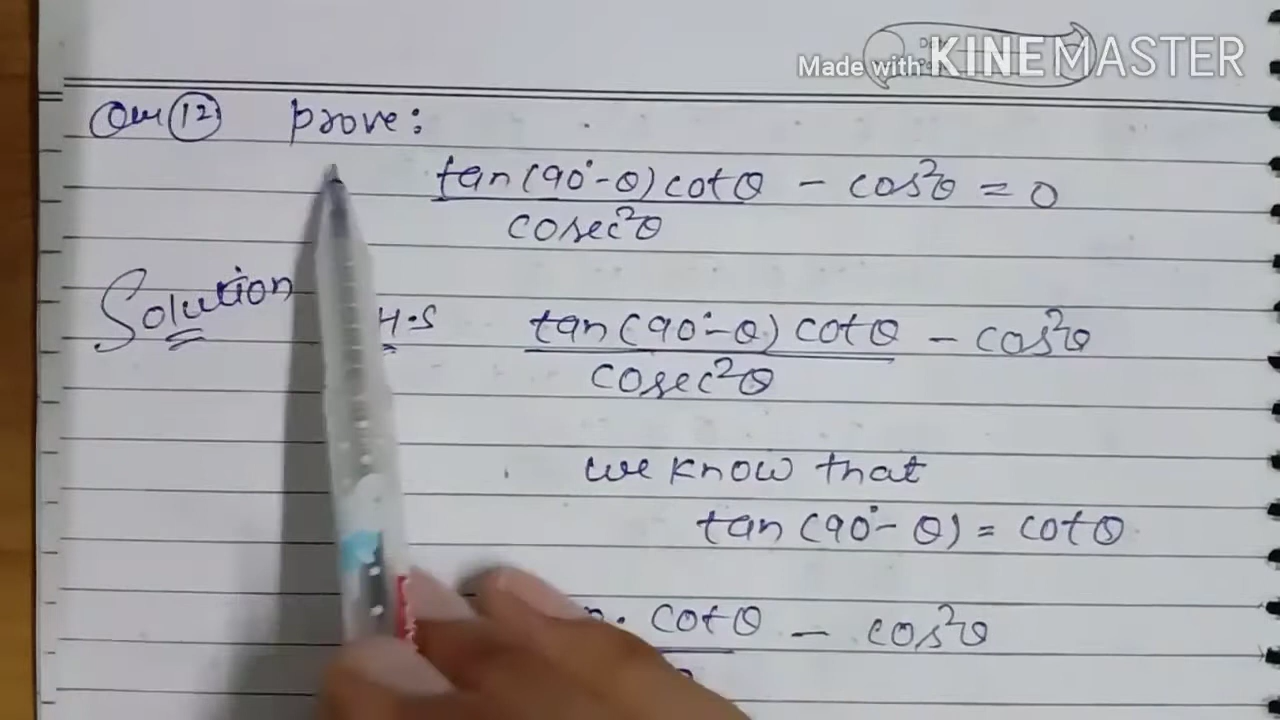 Made with KINEMASTER
Que 12 Prove:
tan(90°-θ) cotθ - cos²θ = 0
cosec²θ
Solution H.S tan(90°-θ) cotθ - cos²θ
cosec²θ
we know that
tan(90°-θ) = cotθ
. cotθ - cos²θ